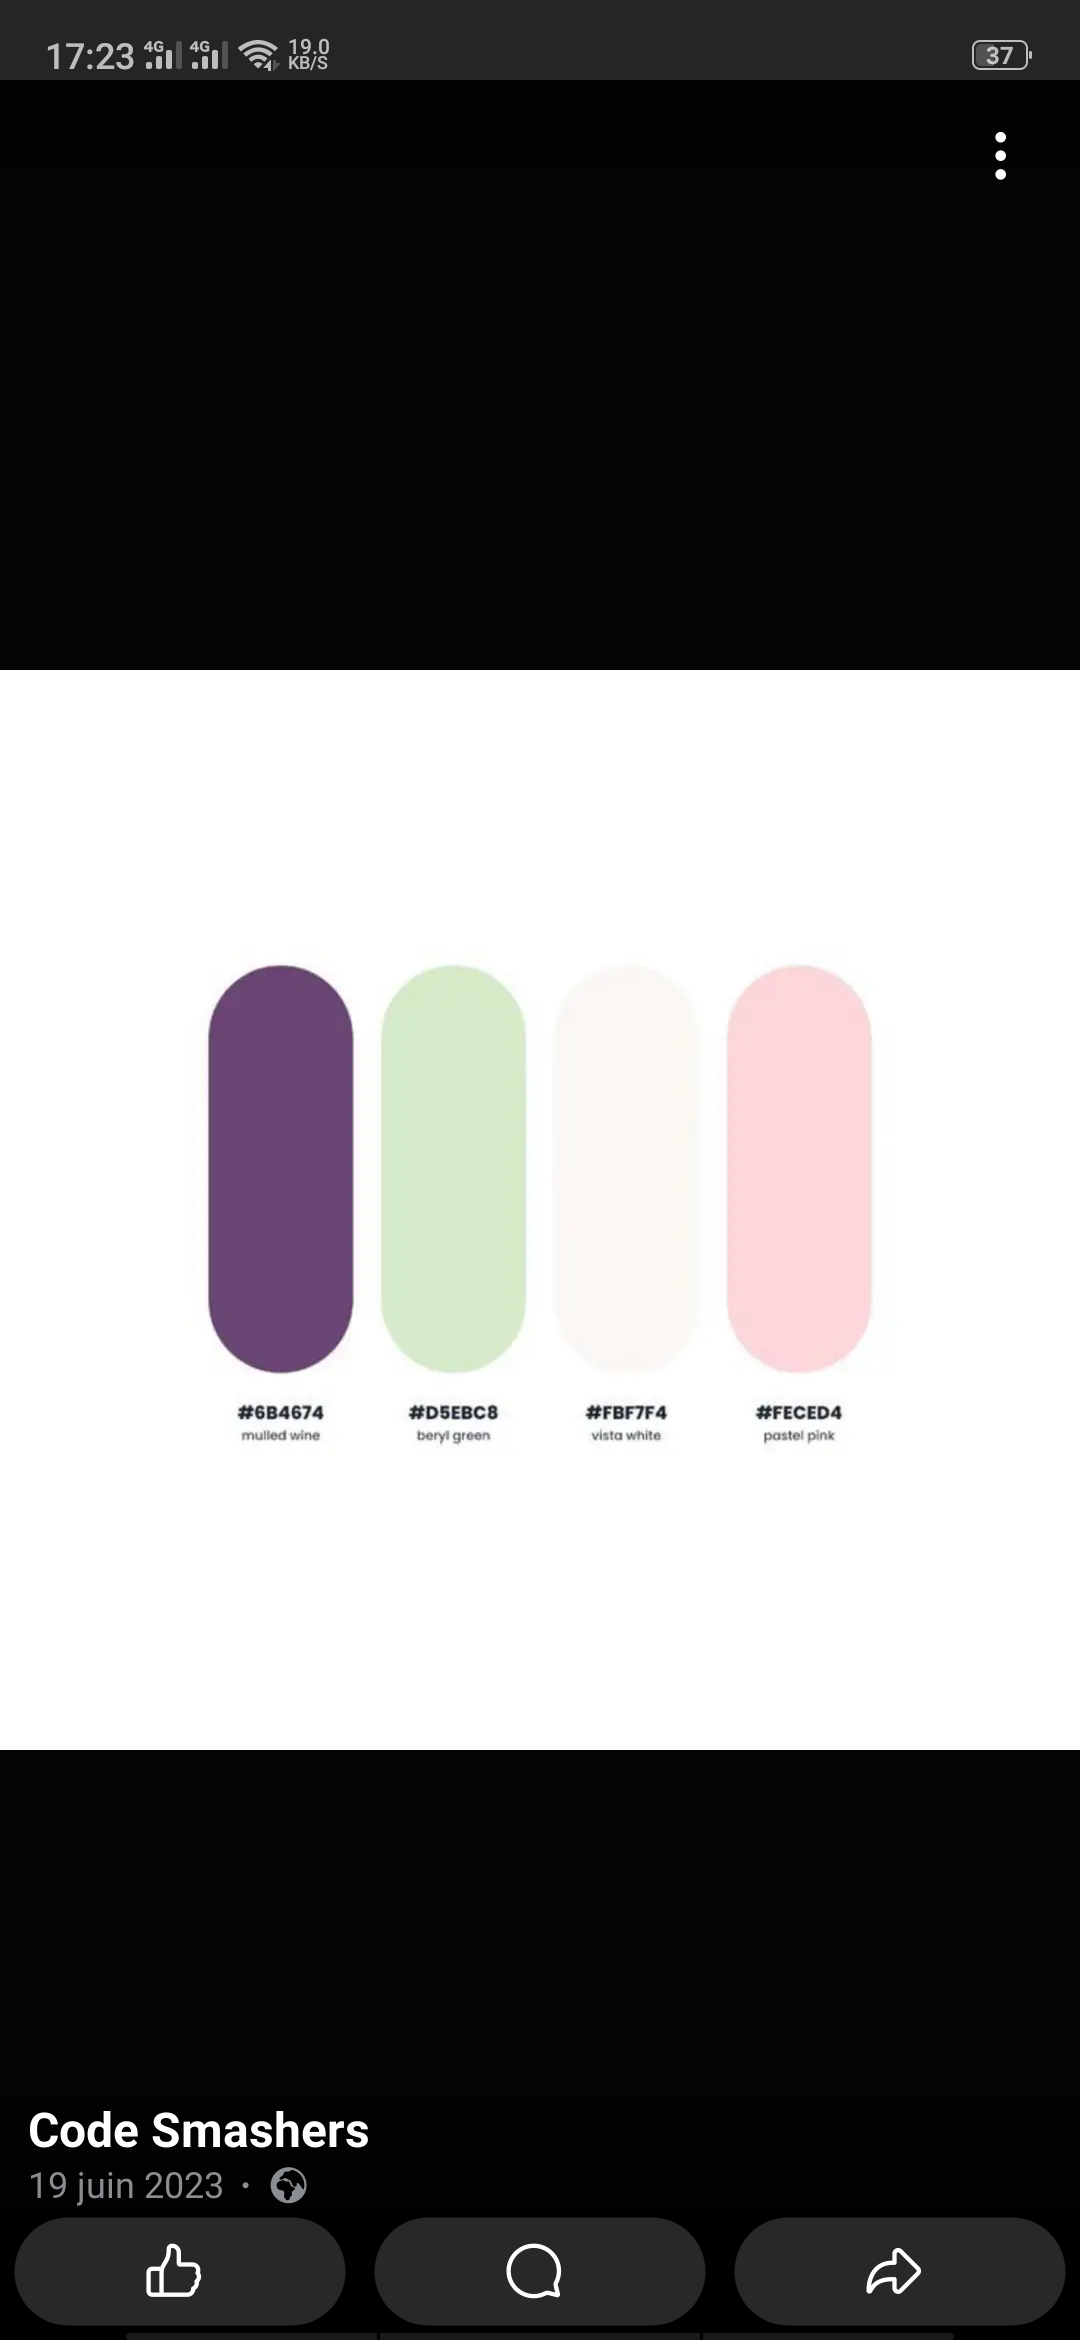 17:23 4G 4G 19.0 KB/S 37
#6B4674 #D5EBC8 #FBF7F4 #FECED4
mulled wine beryl green vista white pastel pink
Code Smashers
19 juin 2023 ·